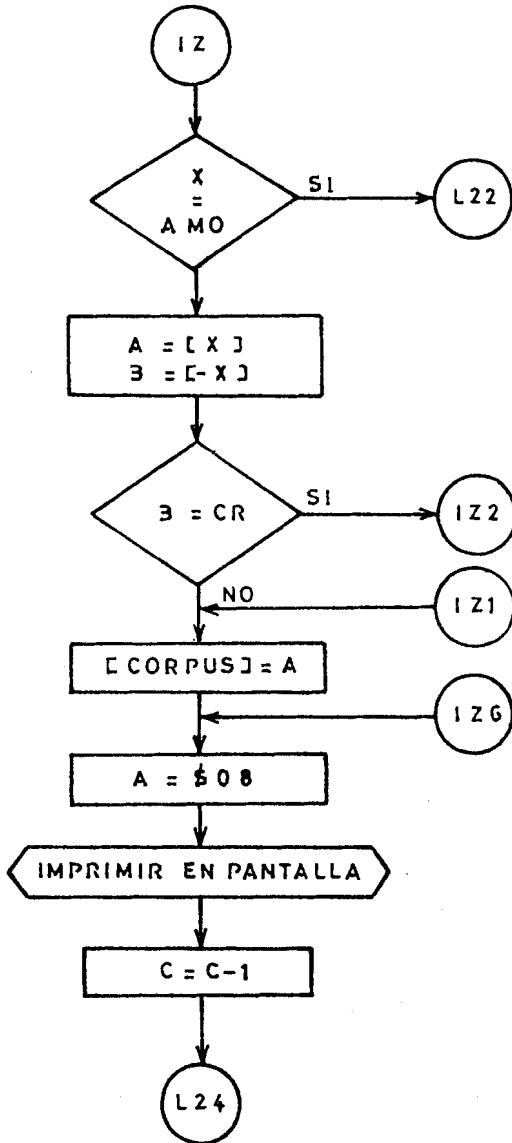 IZ
X
=
AMO
SI
L22
A = [X]
B = [-X]
B = CR
SI
IZ2
NO
IZ1
[CORPUS] = A
IZG
A = $08
IMPRIMIR EN PANTALLA
C = C-1
L24